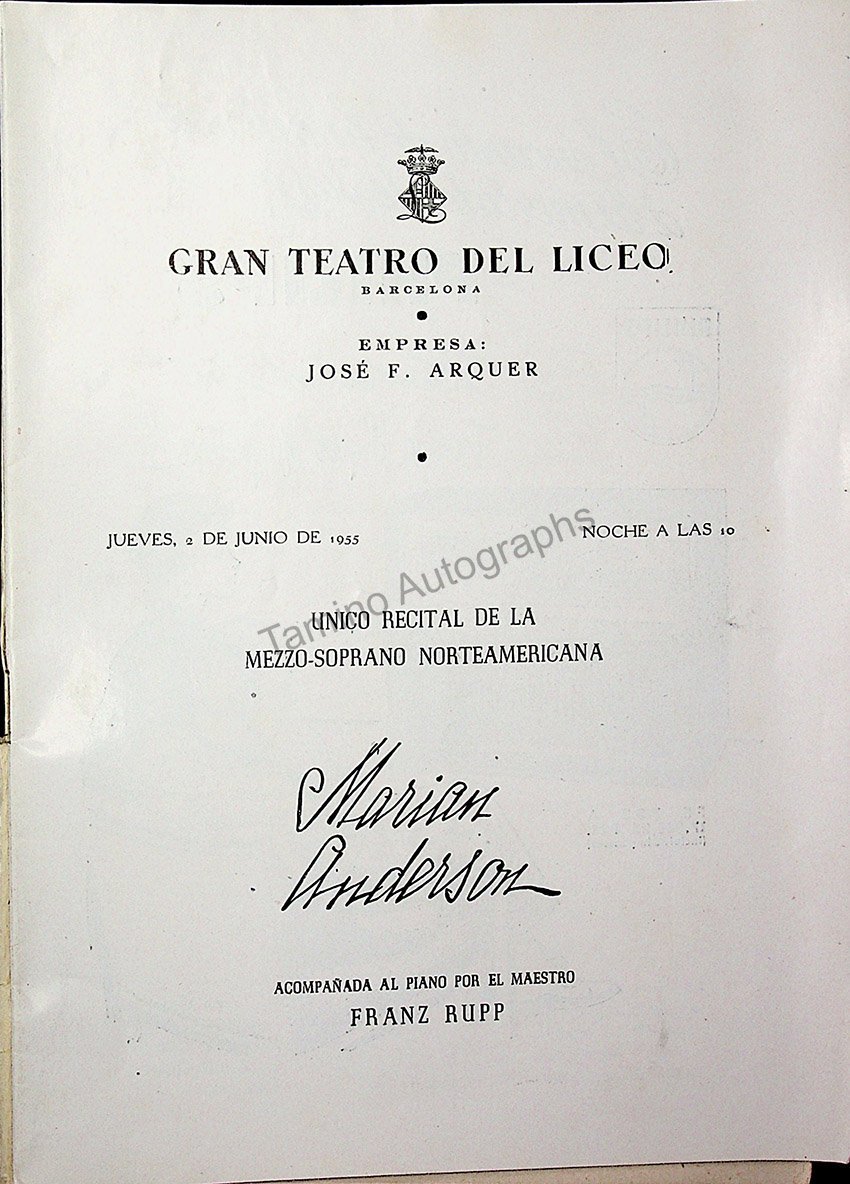 GRAN TEATRO DEL LICEO
BARCELONA
EMPRESA:
JOSÉ F. ARQUER
JUEVES, 2 DE JUNIO DE 1955 NOCHE A LAS 10
Tamino Autographs
UNICO RECITAL DE LA
MEZZO-SOPRANO NORTEAMERICANA
Marian
Anderson
ACOMPAÑADA AL PIANO POR EL MAESTRO
FRANZ RUPP